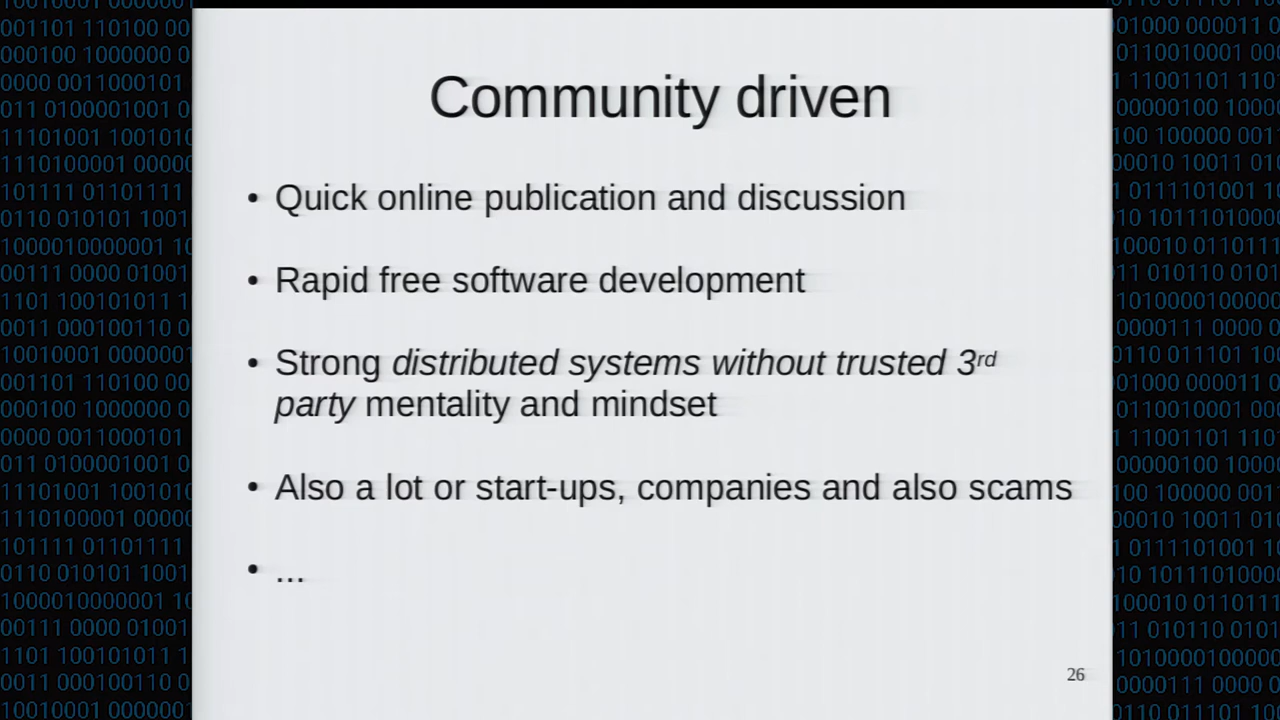 Community driven
• Quick online publication and discussion
• Rapid free software development
• Strong distributed systems without trusted 3rd
party mentality and mindset
• Also a lot or start-ups, companies and also scams
• ...
26